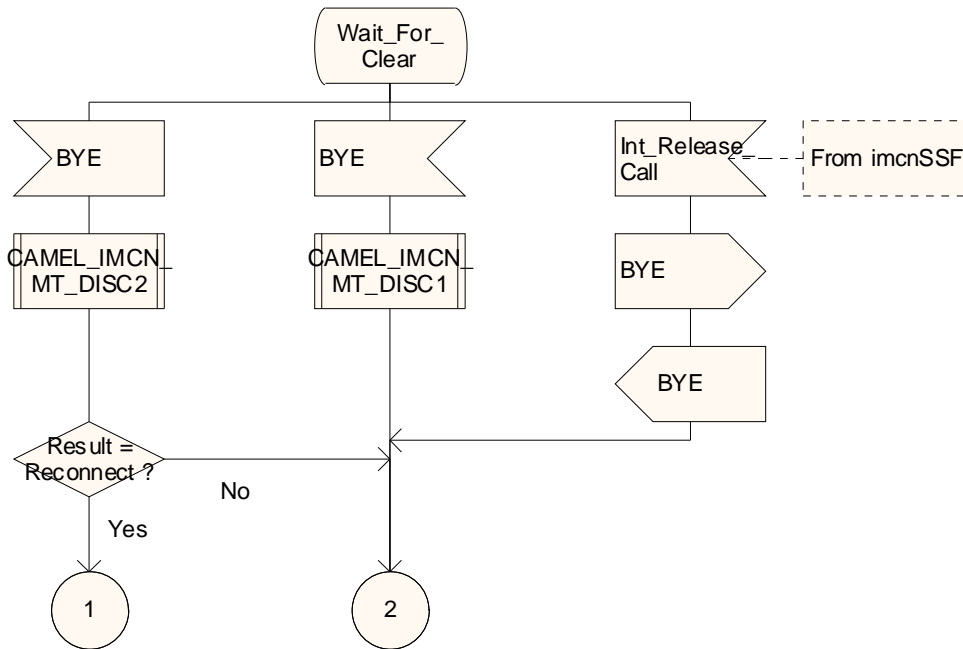 Wait_For_
Clear
BYE
BYE
Int_Release_
Call
From imcnSSF
CAMEL_IMCN_
MT_DISC2
CAMEL_IMCN_
MT_DISC1
BYE
BYE
Result =
Reconnect ?
No
Yes
1
2